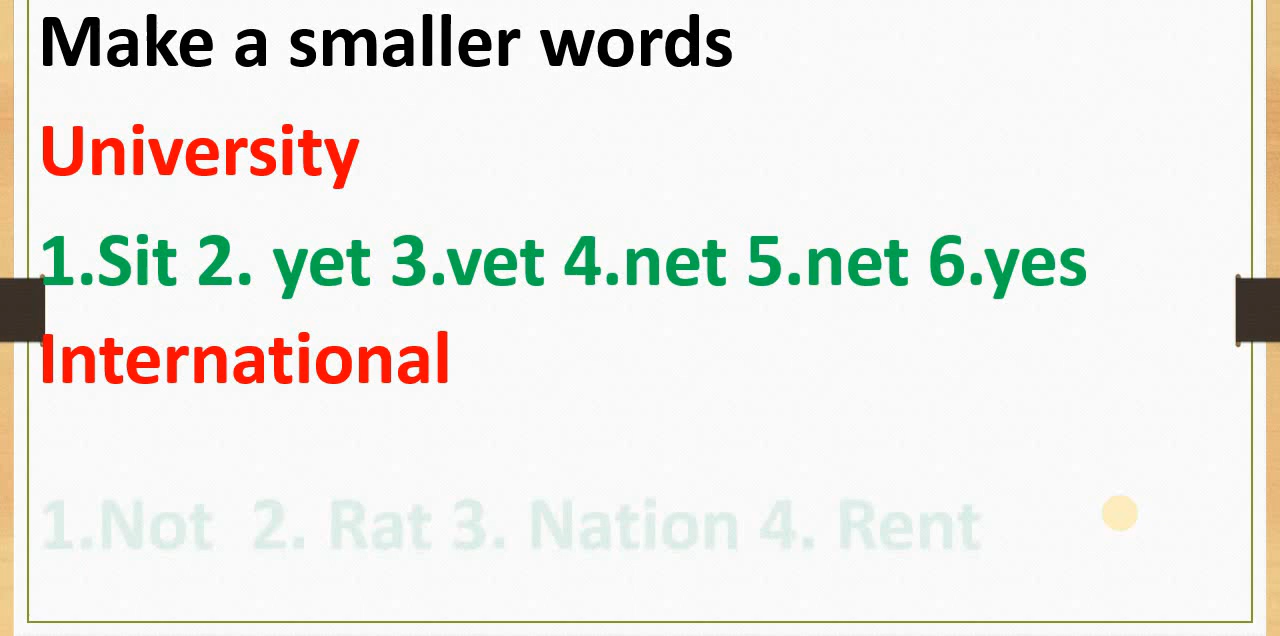 Make a smaller words
University
1.Sit 2. yet 3.vet 4.net 5.net 6.yes
International
1.Not 2. Rat 3. Nation 4. Rent